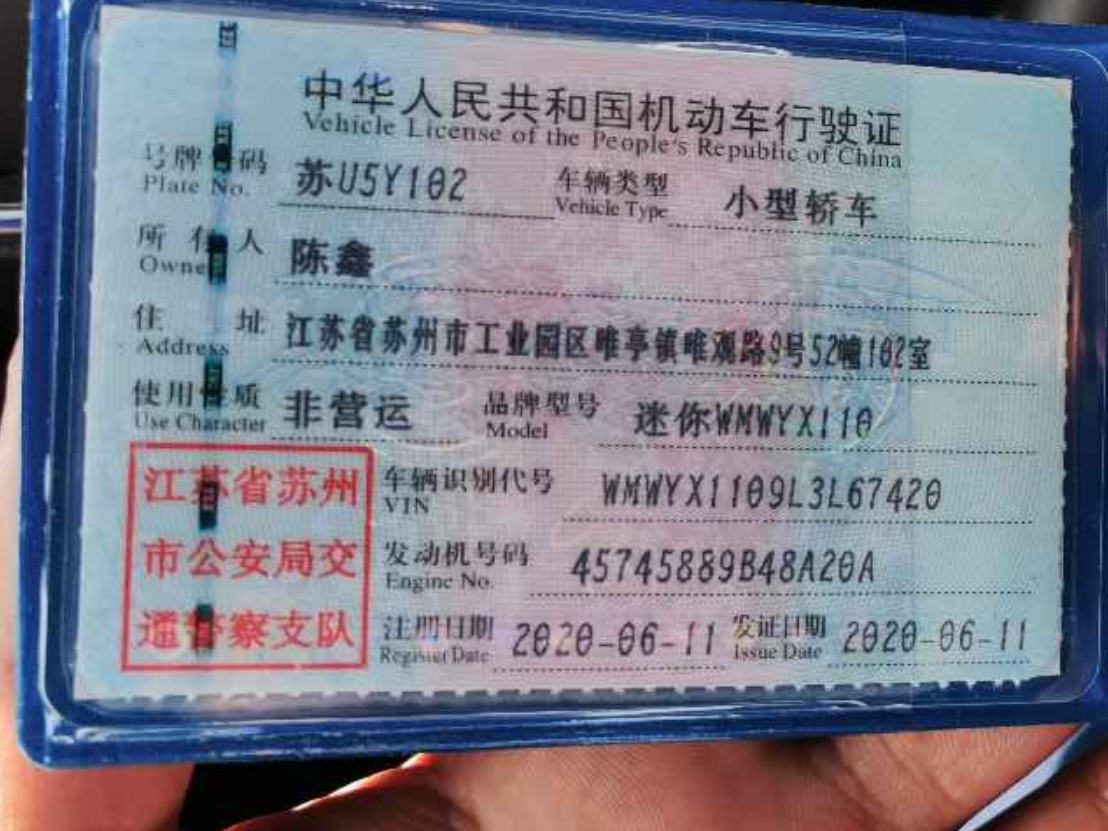 中华人民共和国机动车行驶证
Vehicle License of the People's Republic of China
号牌号码 苏U5Y102 车辆类型 小型轿车
Plate No. Vehicle Type
所有人 陈鑫
Owner
住址 江苏省苏州市工业园区唯亭镇唯观路9号52幢102室
Address
使用性质 非营运 品牌型号 迷你WMWYX110
Use Character Model
江苏省苏州
市公安局交
通警察支队
车辆识别代号 WMWYX1109L3L67420
VIN
发动机号码 45745889B48A20A
Engine No.
注册日期 2020-06-11 发证日期 2020-06-11
Register Date Issue Date